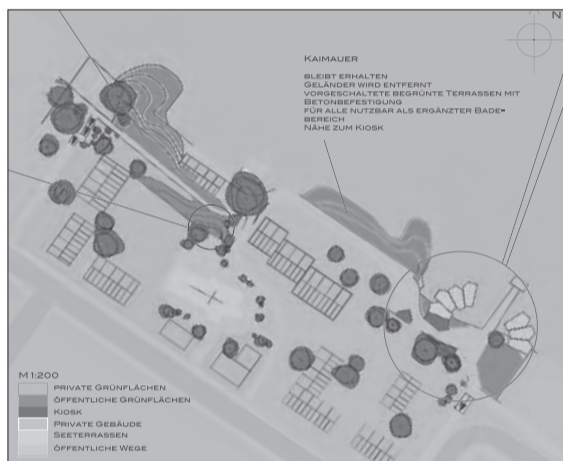 N
KAIMAUER
BLEIBT ERHALTEN
GELÄNDER WIRD ENTFERNT
VORGESCHALTETE BEGRÜNTE TERRASSEN MIT
BETONBEFESTIGUNG
FÜR ALLE NUTZBAR ALS ERGÄNZTER BADE-
BEREICH
NÄHE ZUM KIOSK
M 1:200
PRIVATE GRÜNFLÄCHEN
ÖFFENTLICHE GRÜNFLÄCHEN
KIOSK
PRIVATE GEBÄUDE
SEETERRASSEN
ÖFFENTLICHE WEGE